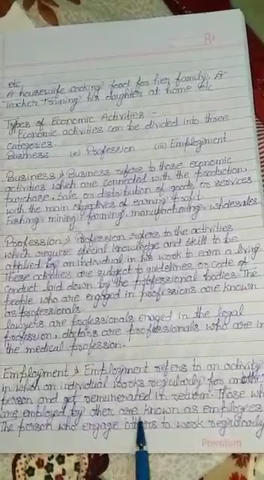 etc
A housewife cooking food for her family, A
teacher training his daughter at home etc
Types of Economic Activities -
Economic activities can be divided into three
categories.
Business (ii) Profession (iii) Employment
Business → Business refers to those economic
activities which are connected with the production
purchase, sale or distribution of goods or services
with the main objectives of earning profit
fishing, mining, farming, manufacturing, wholesales
Profession → Profession refers to the activities
which require special knowledge and skill to be
applied by an individual in his work to earn a living
These activities are subject to guidelines or code of
conduct laid down by the professional bodies. The
people who are engaged in professions are known
as professionals
lawyers are professionals engaged in the legal
profession, doctors are professionals who are in
the medical profession.
Employment → Employment refers to an activity
in which an individual works regularly for another
person and get remunerated in return. Those who
are employed by other are known as employees
The person who engage others to work regularly
Premium